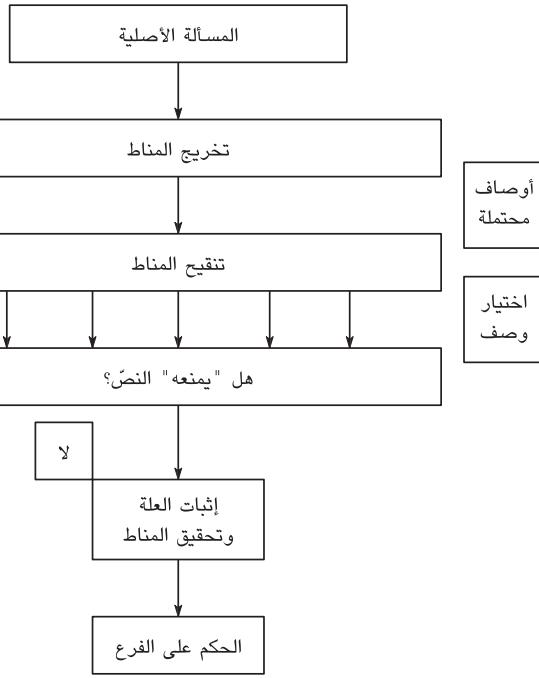 المسألة الأصلية
تخريج المناط
أوصاف
محتملة
تنقيح المناط
اختيار
وصف
هل "يمنعه" النصّ؟
لا
إثبات العلة
وتحقيق المناط
الحكم على الفرع